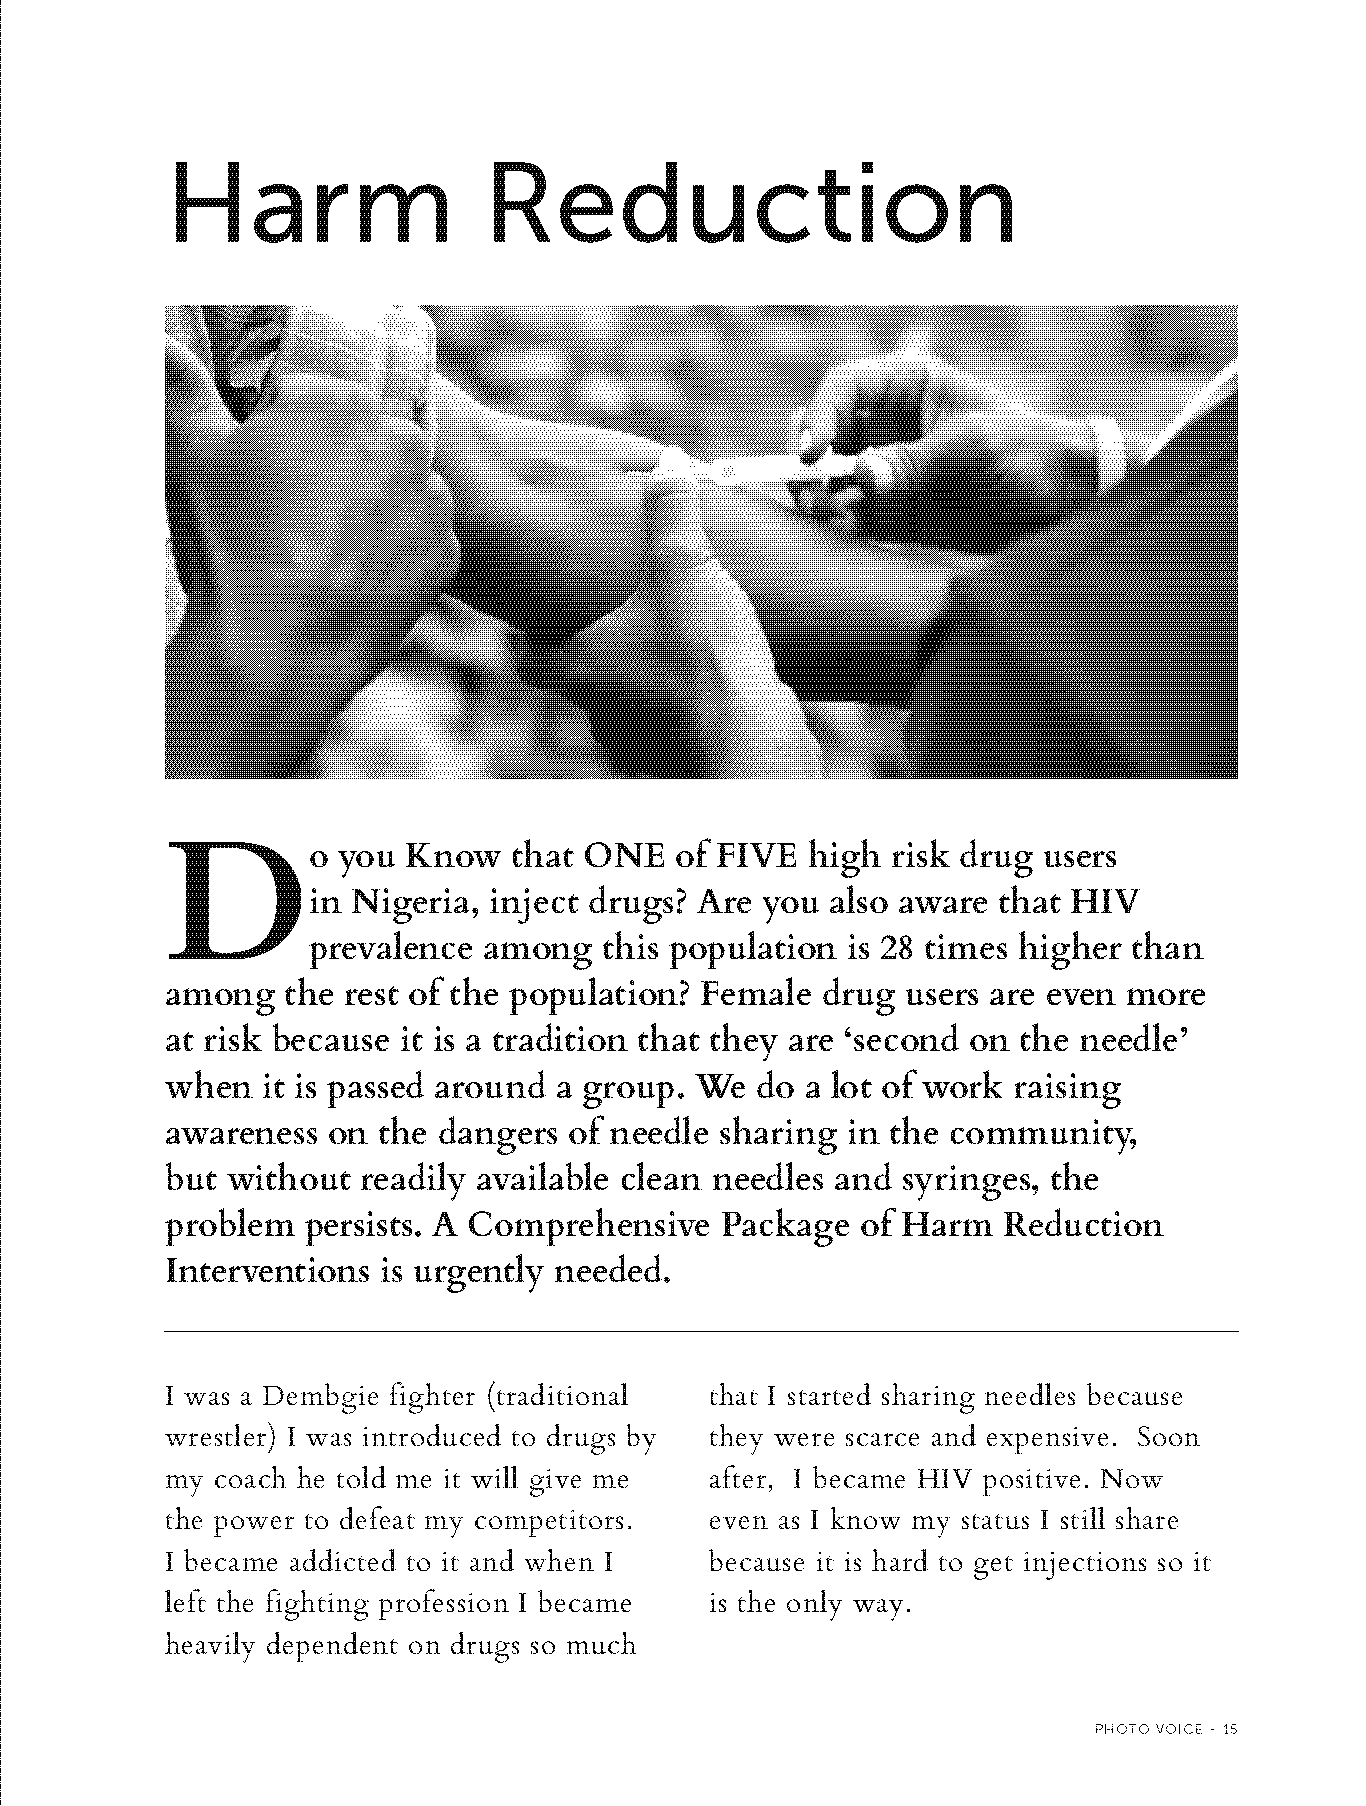 Harm Reduction
Do you Know that ONE of FIVE high risk drug users
in Nigeria, inject drugs? Are you also aware that HIV
prevalence among this population is 28 times higher than
among the rest of the population? Female drug users are even more
at risk because it is a tradition that they are ‘second on the needle’
when it is passed around a group. We do a lot of work raising
awareness on the dangers of needle sharing in the community,
but without readily available clean needles and syringes, the
problem persists. A Comprehensive Package of Harm Reduction
Interventions is urgently needed.
I was a Dembgie fighter (traditional
wrestler) I was introduced to drugs by
my coach he told me it will give me
the power to defeat my competitors.
I became addicted to it and when I
left the fighting profession I became
heavily dependent on drugs so much
that I started sharing needles because
they were scarce and expensive.  Soon
after,  I became HIV positive. Now
even as I know my status I still share
because it is hard to get injections so it
is the only way.
PHOTO VOICE - 15